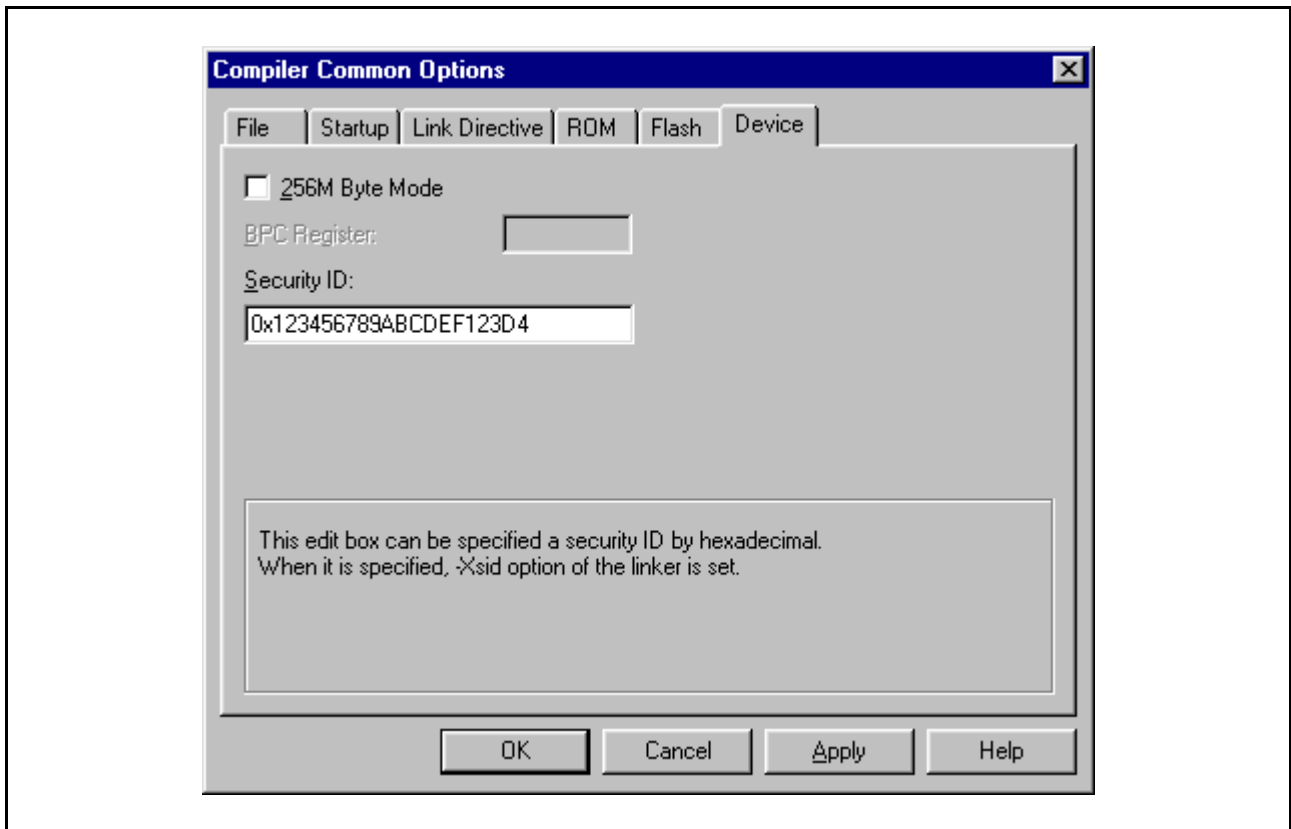 Compiler Common Options
File Startup Link Directive ROM Flash Device
256M Byte Mode
BPC Register:
Security ID:
0x123456789ABCDEF123D4
This edit box can be specified a security ID by hexadecimal.
When it is specified, -Xsid option of the linker is set.
OK Cancel Apply Help